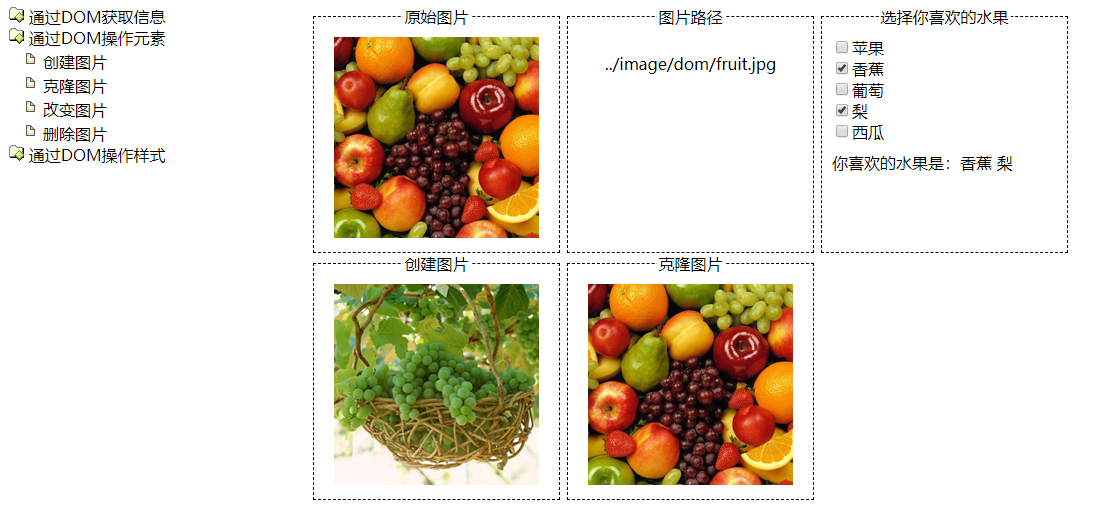 通过DOM获取信息
通过DOM操作元素
创建图片
克隆图片
改变图片
删除图片
通过DOM操作样式
原始图片
图片路径
../image/dom/fruit.jpg
选择你喜欢的水果
苹果
香蕉
葡萄
梨
西瓜
你喜欢的水果是：香蕉 梨
创建图片
克隆图片